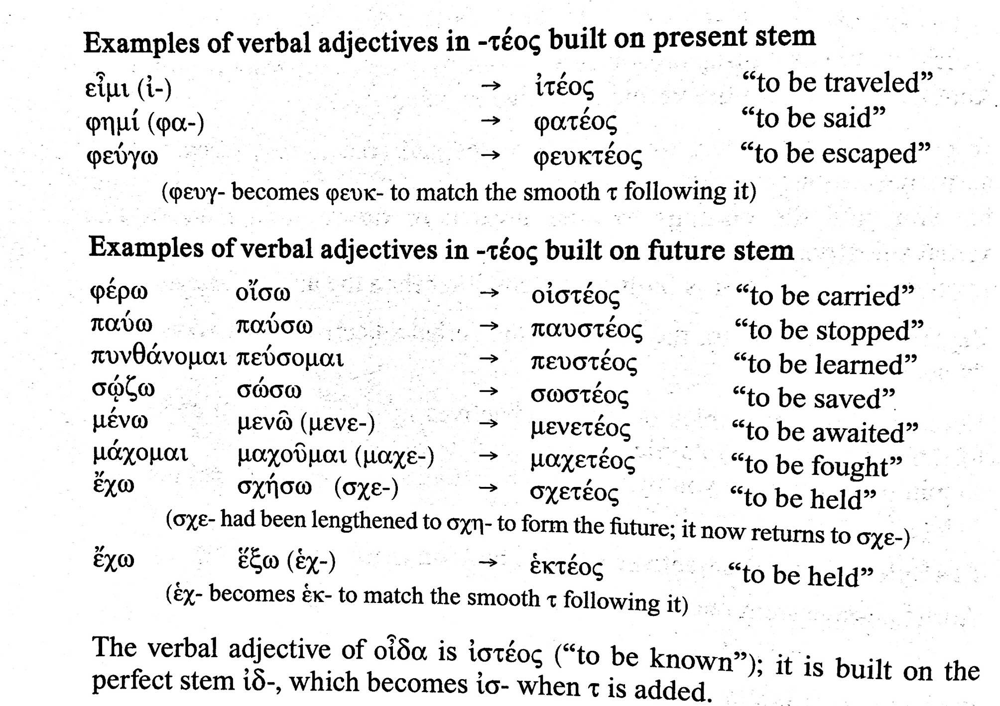 Examples of verbal adjectives in -τέος built on present stem
εἶμι (ἰ-) → ἰτέος “to be traveled”
φημί (φα-) → φατέος “to be said”
φεύγω → φευκτέος “to be escaped”
(φευγ- becomes φευκ- to match the smooth τ following it)
Examples of verbal adjectives in -τέος built on future stem
φέρω οἴσω → οἰστέος “to be carried”
παύω παύσω → παυστέος “to be stopped”
πυνθάνομαι πεύσομαι → πευστέος “to be learned”
σῴζω σώσω → σωστέος “to be saved”
μένω μενῶ (μενε-) → μενετέος “to be awaited”
μάχομαι μαχοῦμαι (μαχε-) → μαχετέος “to be fought”
ἔχω σχήσω (σχε-) → σχετέος “to be held”
(σχε- had been lengthened to σχη- to form the future; it now returns to σχε-)
ἔχω ἕξω (ἑχ-) → ἑκτέος “to be held”
(ἑχ- becomes ἑκ- to match the smooth τ following it)
The verbal adjective of οἶδα is ἰστέος (“to be known”); it is built on the
perfect stem ἰδ-, which becomes ἰσ- when τ is added.